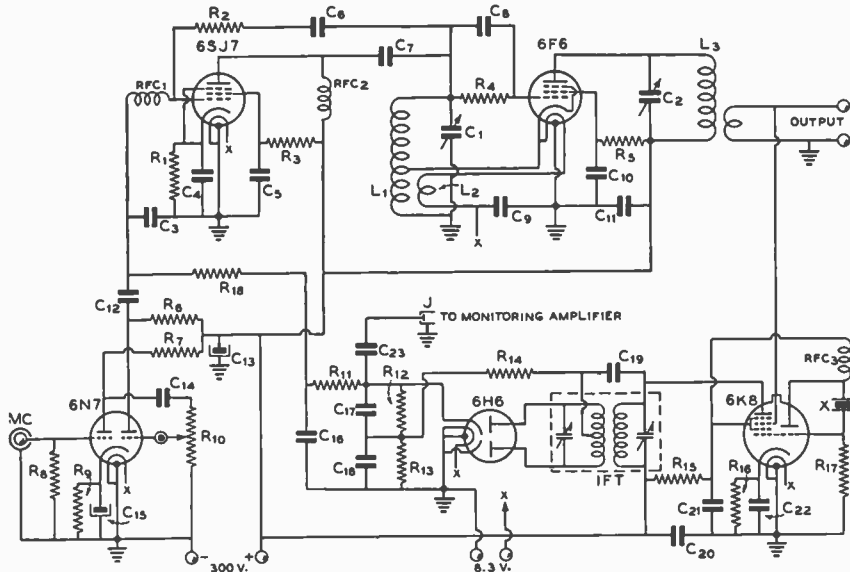 R2
C6
C8
6SJ7
C7
6F6
L3
RFC1
RFC2
R4
C2
C1
OUTPUT
R1
R3
R5
C4
C5
C10
L1
L2
C3
C9
C11
X
X
R18
C12
R6
J
TO MONITORING AMPLIFIER
R7
C13
C23
R14
C19
RFC3
C14
R11
R12
6N7
6H6
6K8
X
MC
C17
R10
C16
C18
R13
X
IFT
R15
R16
R17
R8
R9
X
C15
X
C21
C22
X
C20
- 300 V. +
6.3 V.